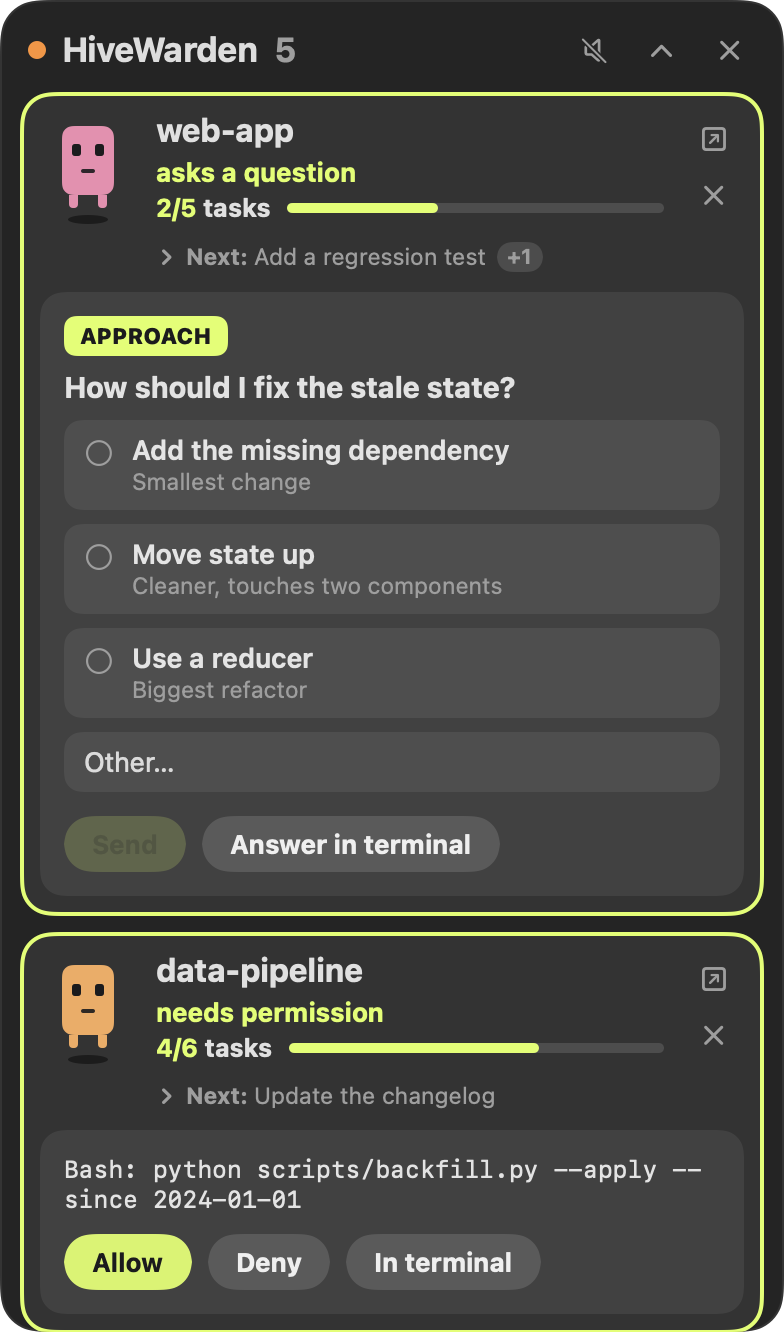 HiveWarden 5
web-app
asks a question
2/5 tasks
Next: Add a regression test +1
APPROACH
How should I fix the stale state?
Add the missing dependency
Smallest change
Move state up
Cleaner, touches two components
Use a reducer
Biggest refactor
Other...
Send Answer in terminal
data-pipeline
needs permission
4/6 tasks
Next: Update the changelog
Bash: python scripts/backfill.py --apply --
since 2024-01-01
Allow Deny In terminal